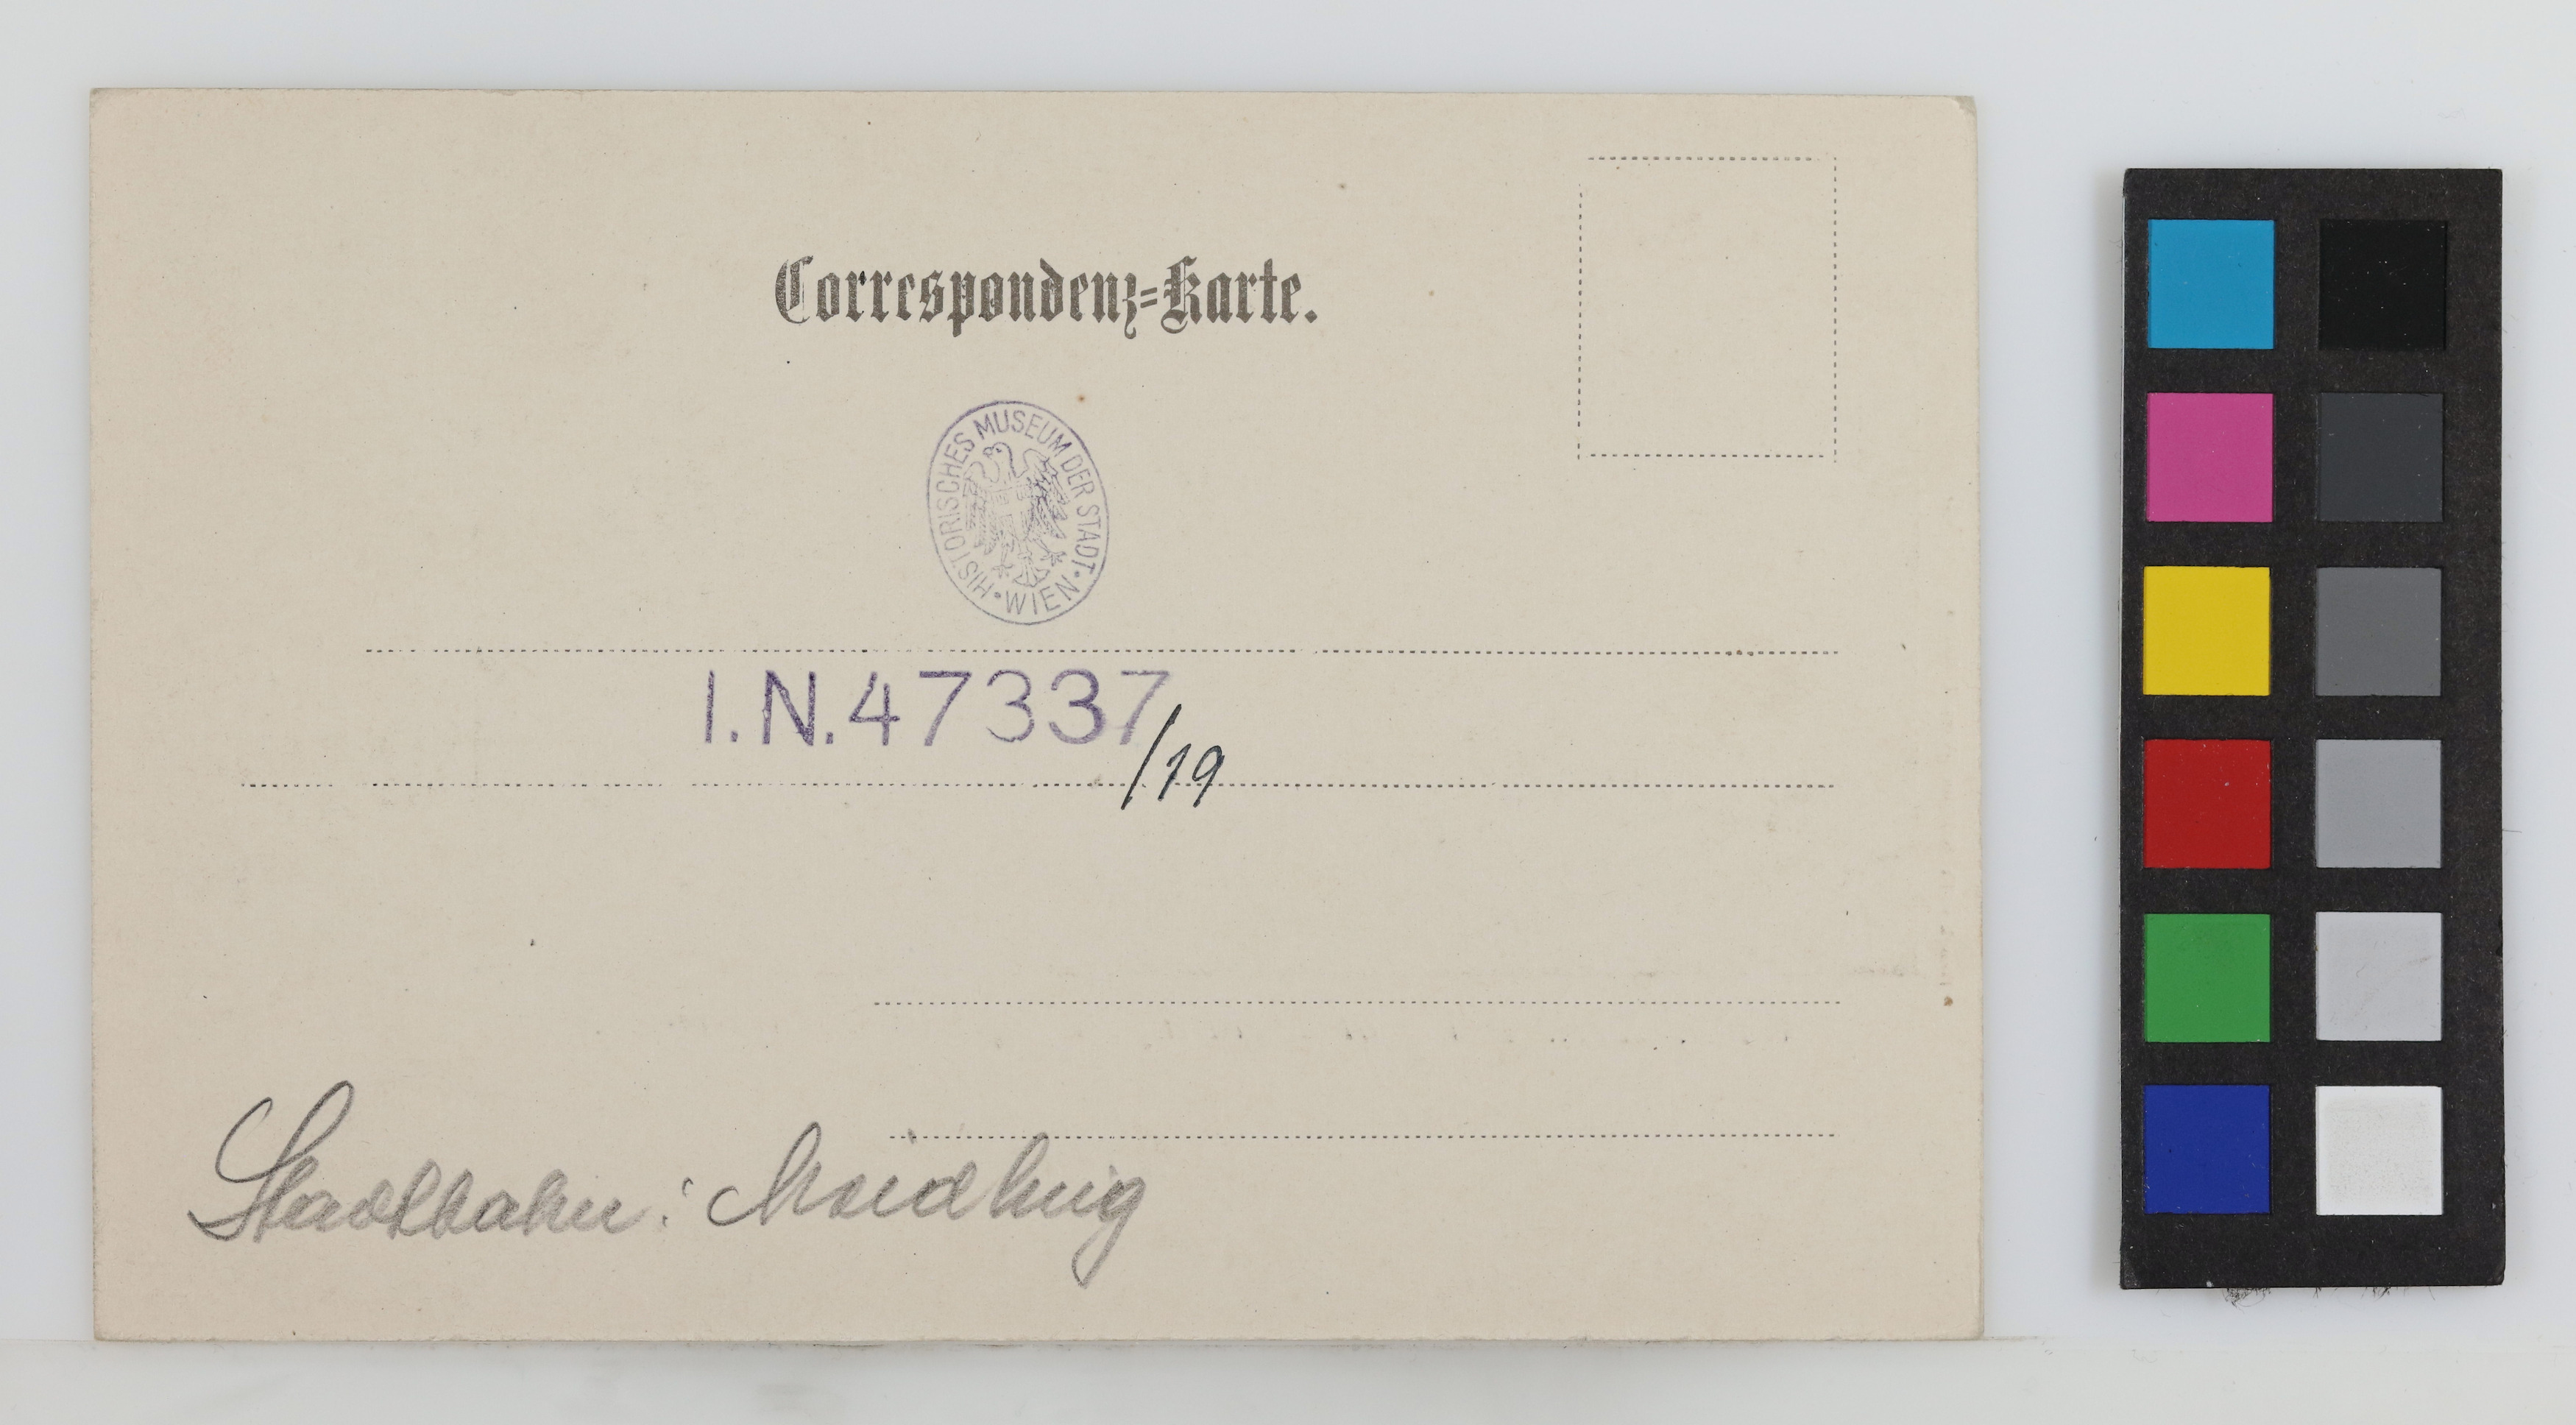 Correspondenz=Karte.
HISTORISCHES MUSEUM DER STADT • WIEN •
I.N.47337/19
Stadtbahn: Meidling